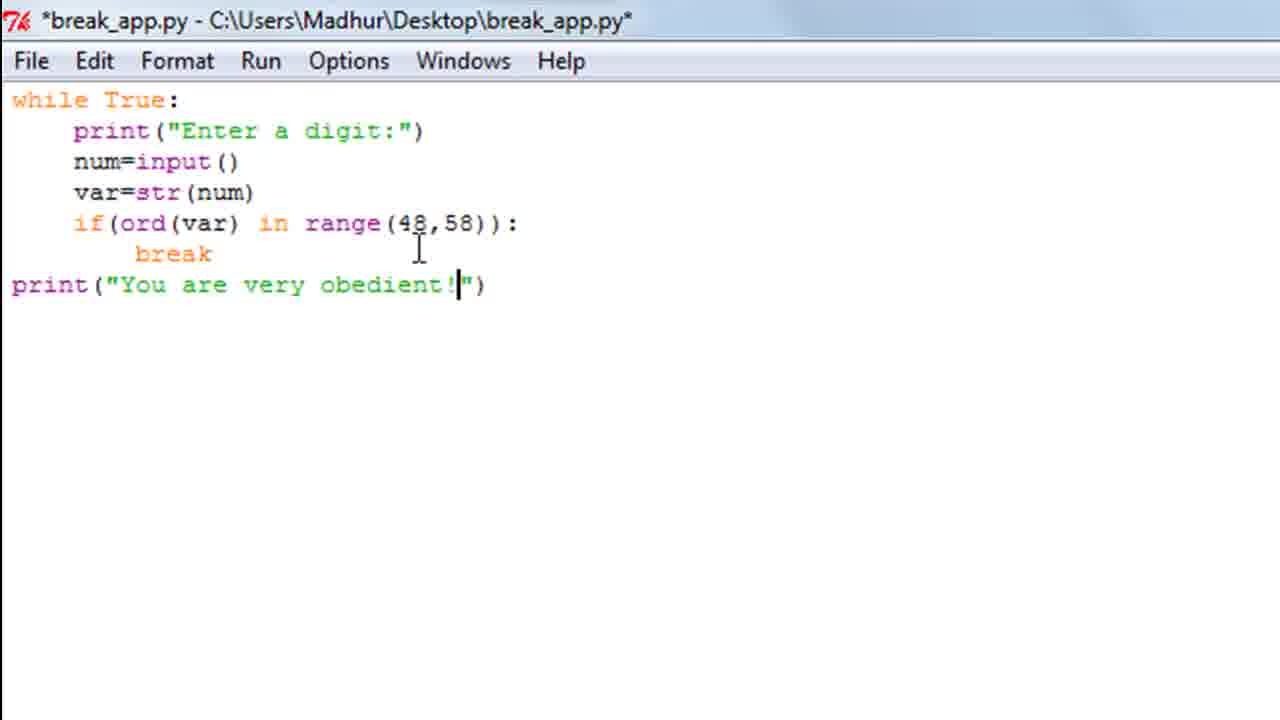 *break_app.py - C:\Users\Madhur\Desktop\break_app.py*
File Edit Format Run Options Windows Help
while True:
    print("Enter a digit:")
    num=input()
    var=str(num)
    if(ord(var) in range(48,58)):
        break
print("You are very obedient!")